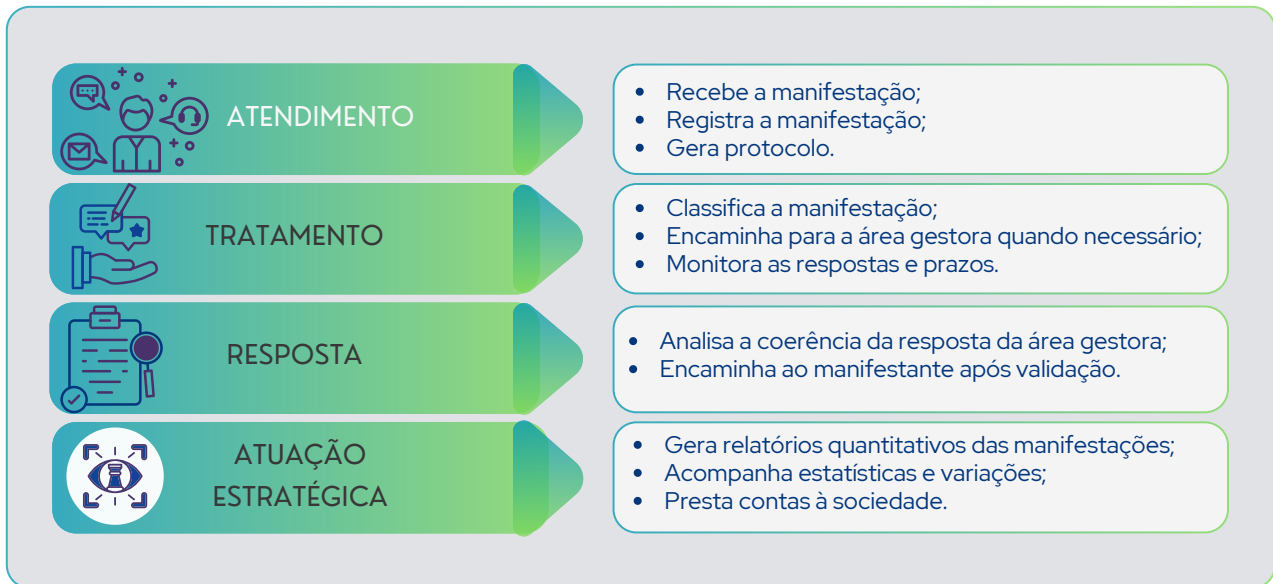 ATENDIMENTO
• Recebe a manifestação;
• Registra a manifestação;
• Gera protocolo.
TRATAMENTO
• Classifica a manifestação;
• Encaminha para a área gestora quando necessário;
• Monitora as respostas e prazos.
RESPOSTA
• Analisa a coerência da resposta da área gestora;
• Encaminha ao manifestante após validação.
ATUAÇÃO
ESTRATÉGICA
• Gera relatórios quantitativos das manifestações;
• Acompanha estatísticas e variações;
• Presta contas à sociedade.